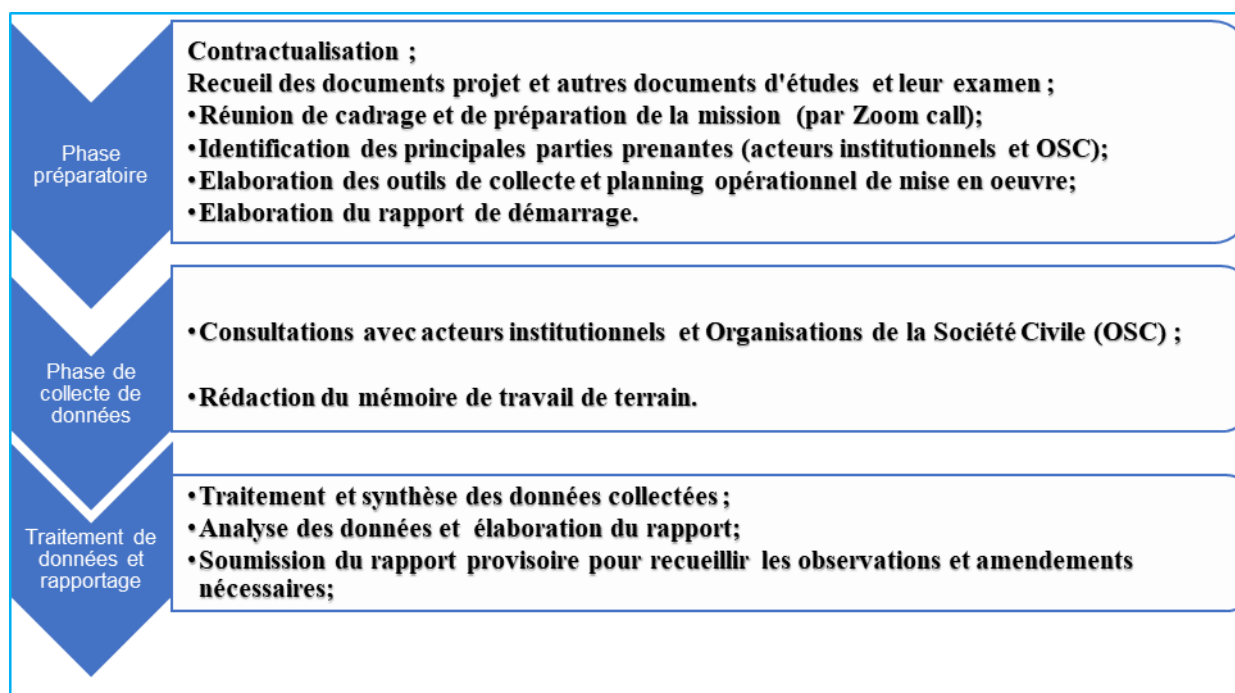 Phase
préparatoire
Contractualisation ;
Recueil des documents projet et autres documents d'études et leur examen ;
•Réunion de cadrage et de préparation de la mission (par Zoom call);
•Identification des principales parties prenantes (acteurs institutionnels et OSC);
•Elaboration des outils de collecte et planning opérationnel de mise en oeuvre;
•Elaboration du rapport de démarrage.
Phase de
collecte de
données
•Consultations avec acteurs institutionnels et Organisations de la Société Civile (OSC) ;
•Rédaction du mémoire de travail de terrain.
Traitement de
données et
rapportage
•Traitement et synthèse des données collectées ;
•Analyse des données et élaboration du rapport;
•Soumission du rapport provisoire pour recueillir les observations et amendements
nécessaires;